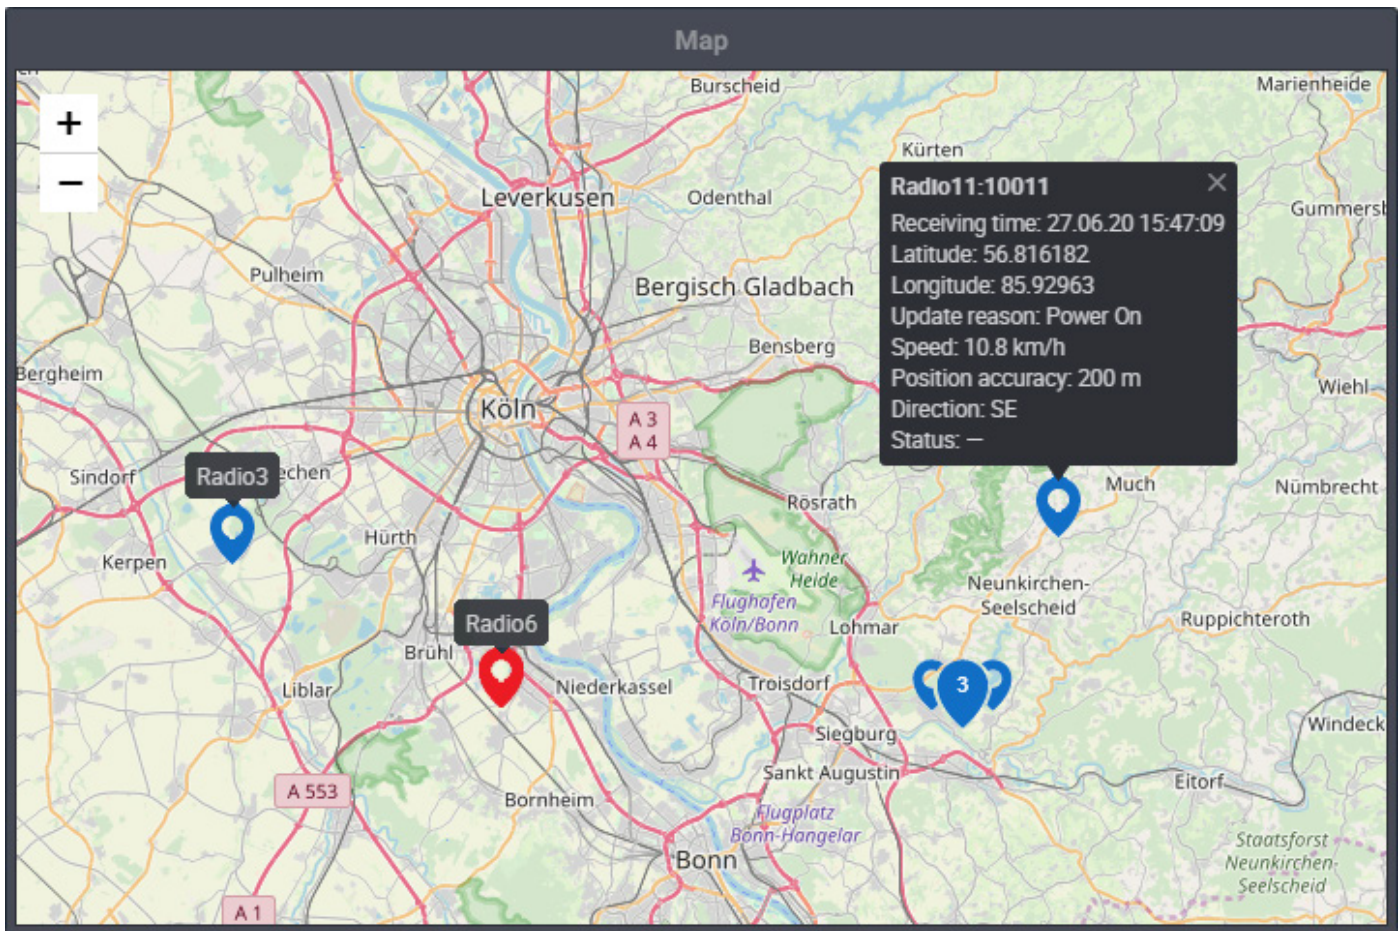 Map
+
−
Burscheid
Marienheide
Kürten
Leverkusen
Odenthal
Radio11:10011 ×
Receiving time: 27.06.20 15:47:09
Latitude: 56.816182
Longitude: 85.92963
Update reason: Power On
Speed: 10.8 km/h
Position accuracy: 200 m
Direction: SE
Status: —
Gummersb
Pulheim
Bergisch Gladbach
Bensberg
Bergheim
Wiehl
Köln
A 3
A 4
Sindorf
Radio3
echen
Rösrath
Much
Nümbrecht
Hürth
Kerpen
Wahner
Heide
Flughafen
Köln/Bonn
Neunkirchen-
Seelscheid
Ruppichteroth
Lohmar
Radio6
Brühl
Liblar
Niederkassel
Troisdorf
3
Siegburg
Windeck
Sankt Augustin
Eitorf
A 553
Bornheim
Flugplatz
Bonn-Hangelar
Bonn
Staatsforst
Neunkirchen-
Seelscheid
A 1